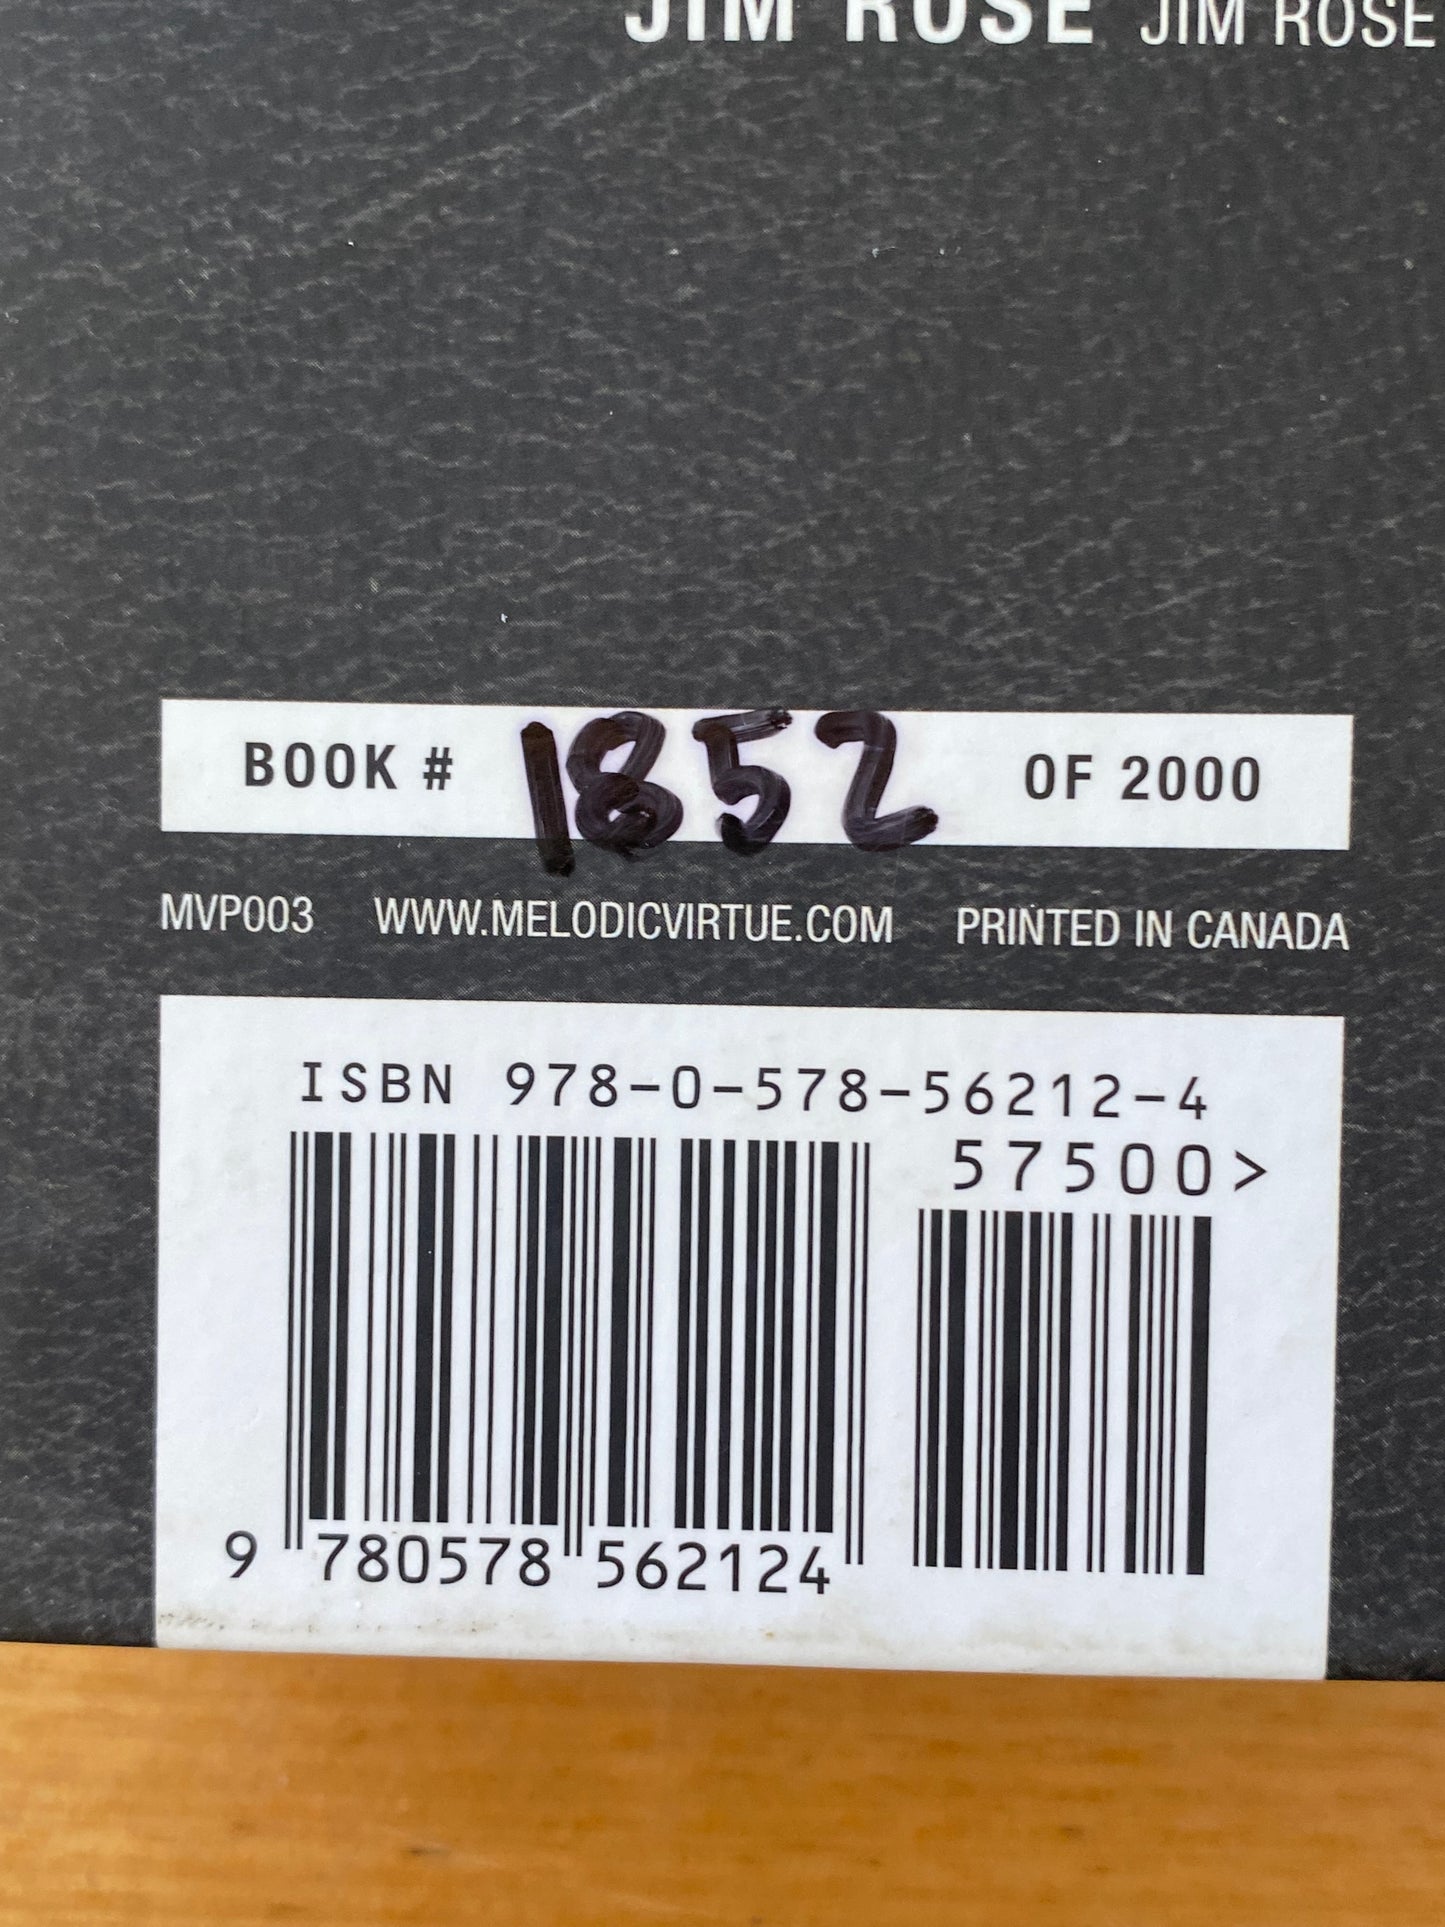 JIM ROSE JIM ROSE
BOOK # 1852 OF 2000
MVP003 WWW.MELODICVIRTUE.COM PRINTED IN CANADA
ISBN 978-0-578-56212-4
57500>
9 780578 562124